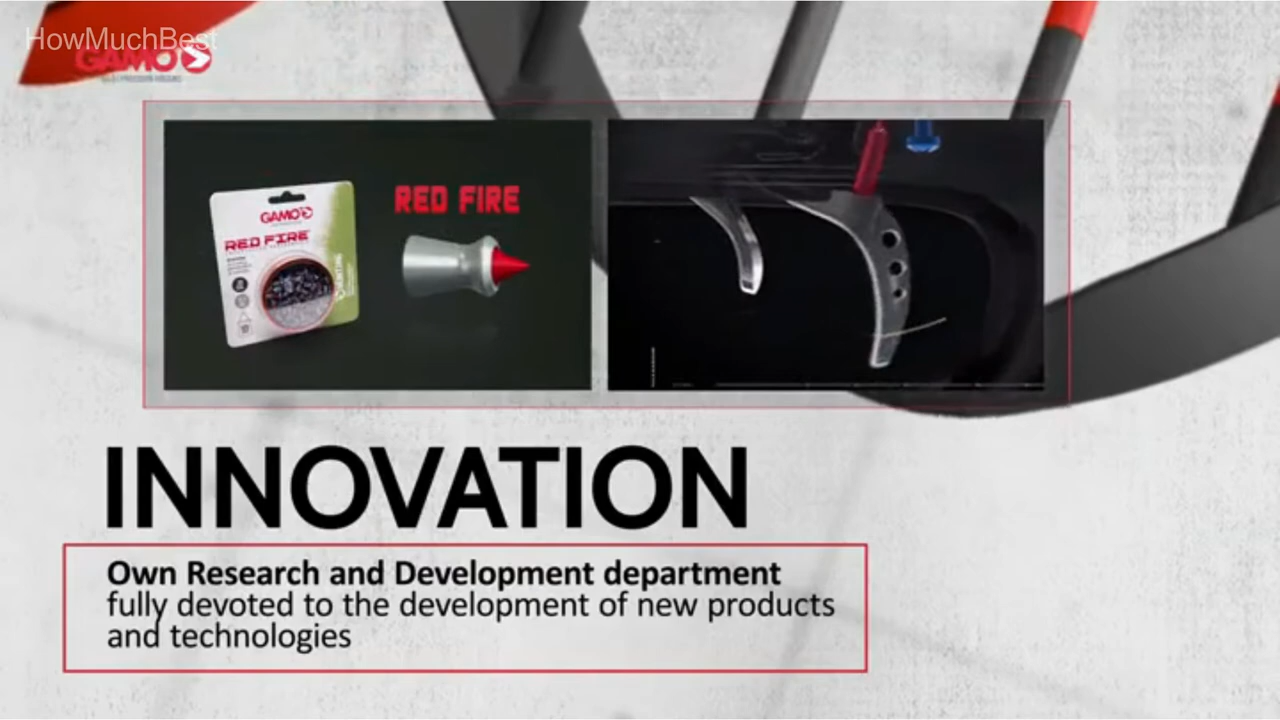 HowMuchBest
GAMO
GAMO
RED FIRE
RED FIRE
INNOVATION
Own Research and Development department
fully devoted to the development of new products
and technologies